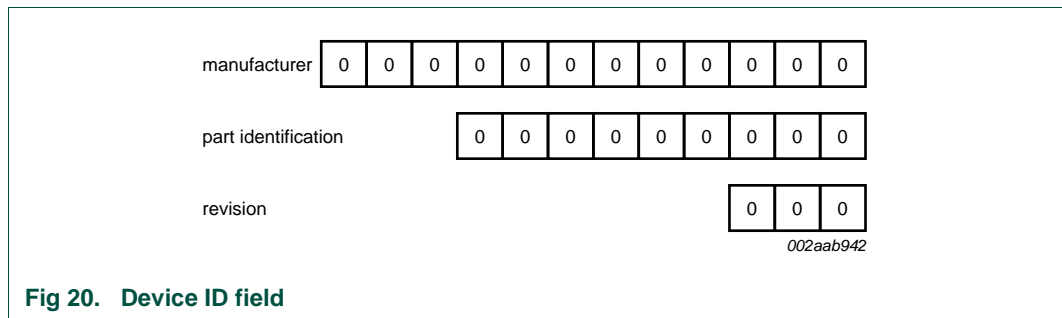 manufacturer 0 0 0 0 0 0 0 0 0 0 0 0
part identification 0 0 0 0 0 0 0 0 0
revision 0 0 0
002aab942
Fig 20. Device ID field